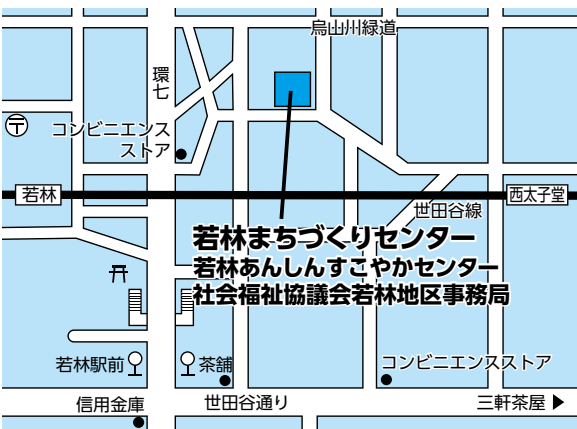 烏山川緑道
環七
コンビニエンス
ストア
若林
西太子堂
世田谷線
若林まちづくりセンター
若林あんしんすこやかセンター
社会福祉協議会若林地区事務局
若林駅前
茶舗
コンビニエンスストア
信用金庫
世田谷通り
三軒茶屋▶